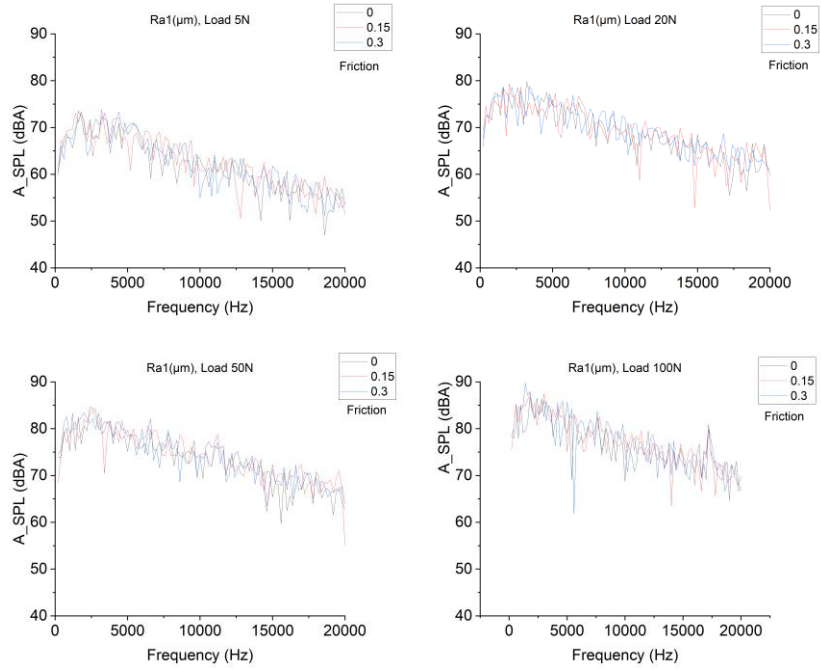 Ra1(μm), Load 5N
0
0.15
0.3
Friction
90
80
70
60
50
40
A_SPL (dBA)
0 5000 10000 15000 20000
Frequency (Hz)
Ra1(μm) Load 20N
0
0.15
0.3
Friction
90
80
70
60
50
40
A_SPL (dBA)
0 5000 10000 15000 20000
Frequency (Hz)
Ra1(μm), Load 50N
0
0.15
0.3
Friction
90
80
70
60
50
40
A_SPL (dBA)
0 5000 10000 15000 20000
Frequency (Hz)
Ra1(μm), Load 100N
0
0.15
0.3
Friction
90
80
70
60
50
40
A_SPL (dBA)
0 5000 10000 15000 20000
Frequency (Hz)